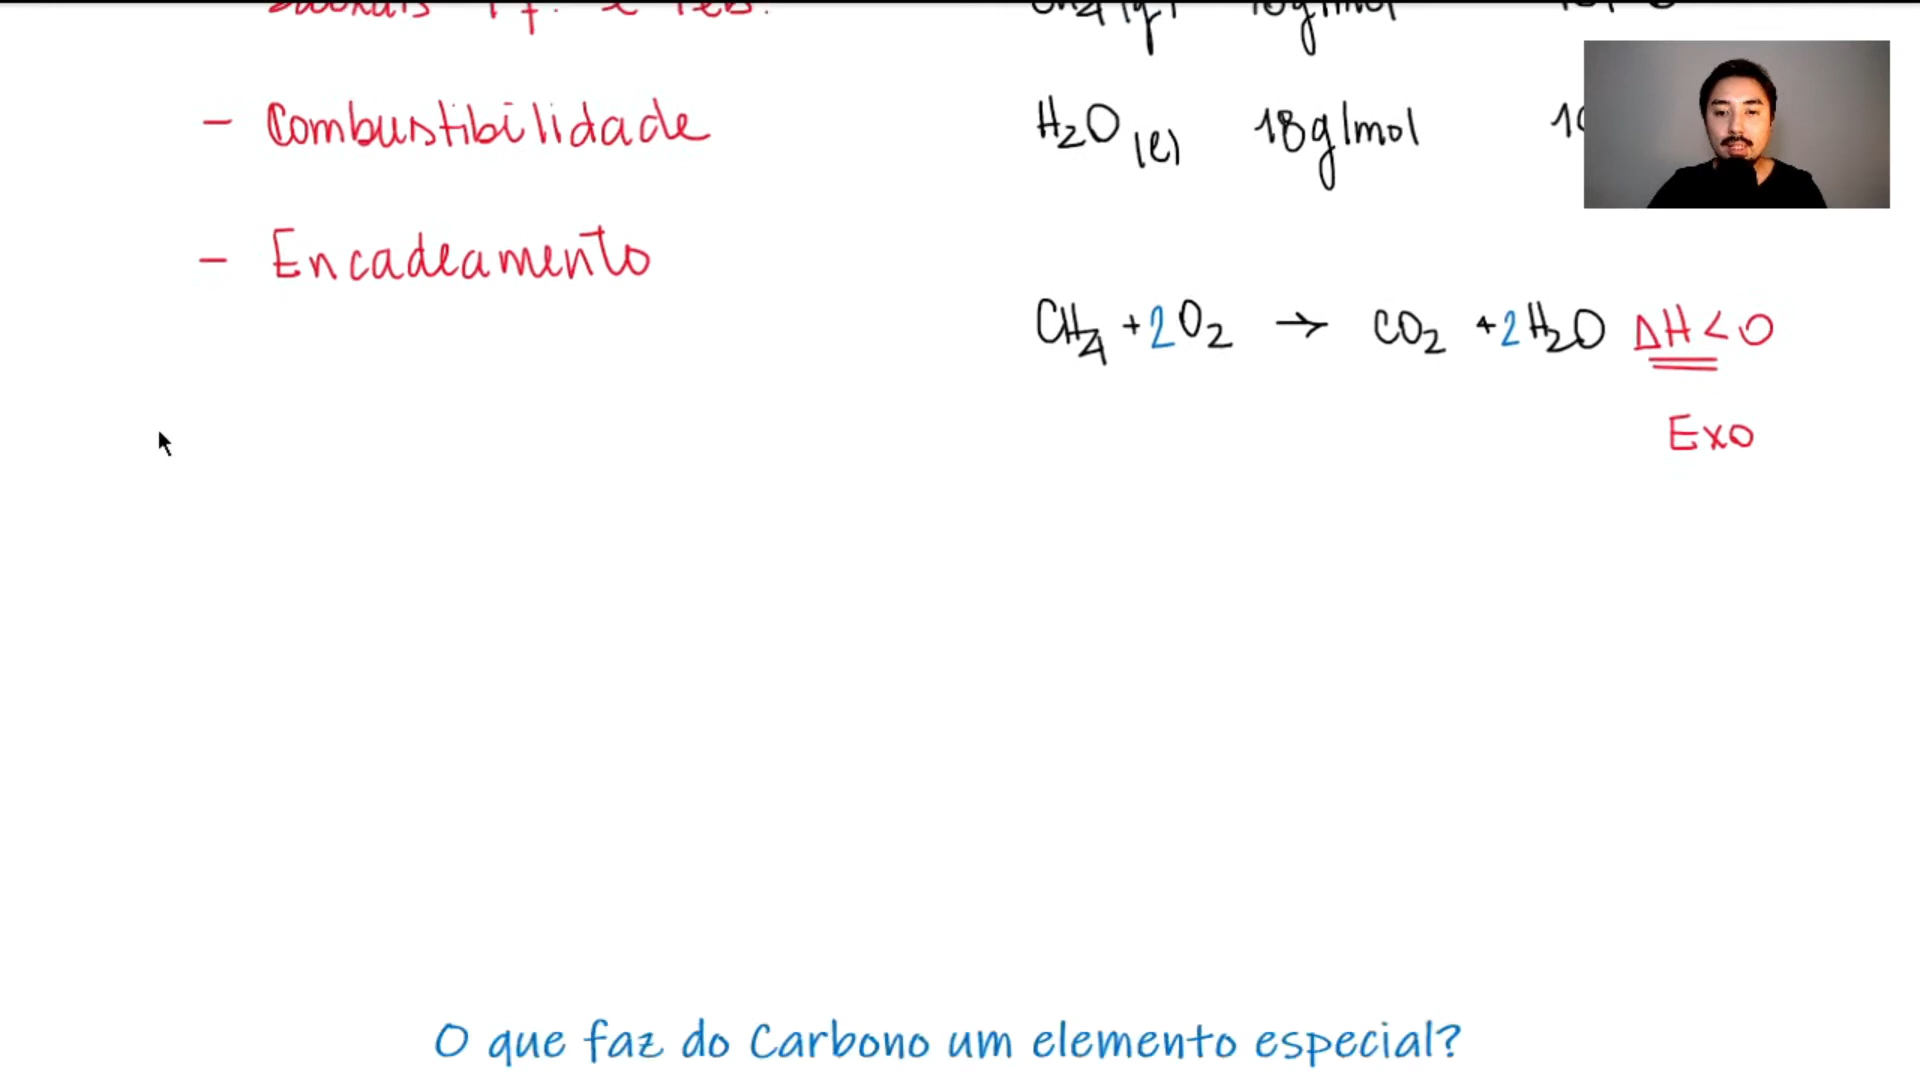 - Combustibilidade
H₂O (l) 18g/mol
- Encadeamento
CH₄ + 2O₂ → CO₂ + 2H₂O ΔH < 0
Exo
O que faz do Carbono um elemento especial?